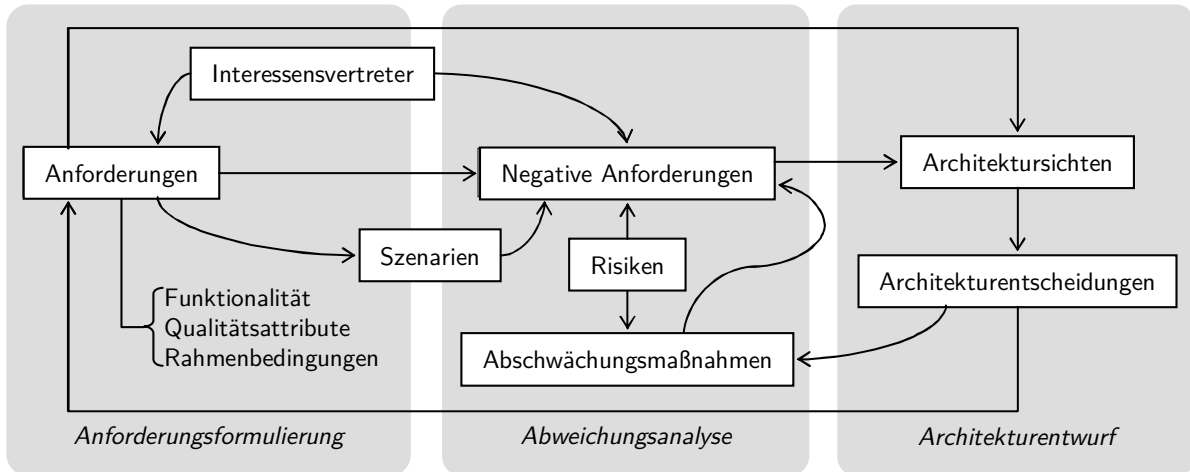 Interessensvertreter
Anforderungen
Negative Anforderungen
Architektursichten
Szenarien
Risiken
Architekturentscheidungen
Funktionalität
Qualitätsattribute
Rahmenbedingungen
Abschwächungsmaßnahmen
Anforderungsformulierung
Abweichungsanalyse
Architekturentwurf